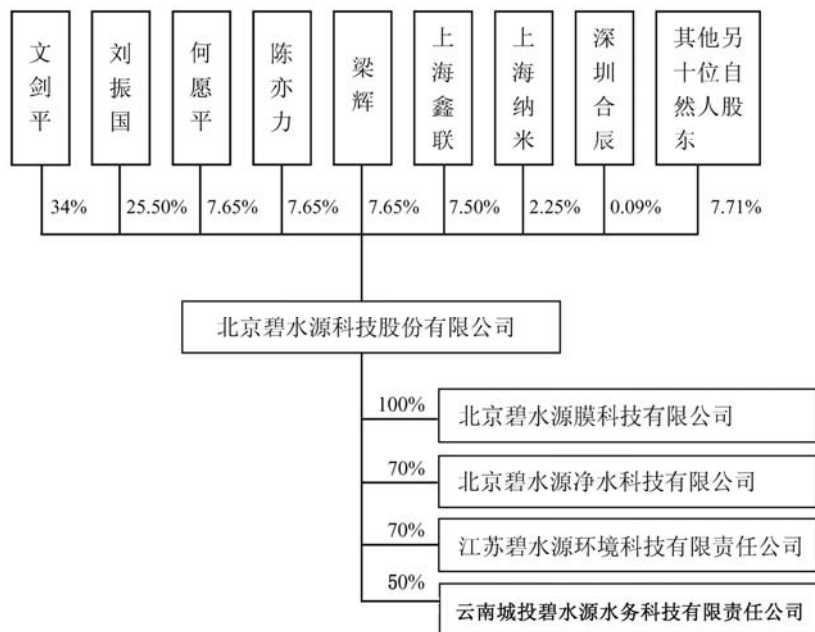 文剑平
刘振国
何愿平
陈亦力
梁辉
上海鑫联
上海纳米
深圳合辰
其他另
十位自
然人股
东
34%
25.50%
7.65%
7.65%
7.65%
7.50%
2.25%
0.09%
7.71%
北京碧水源科技股份有限公司
100%
北京碧水源膜科技有限公司
70%
北京碧水源净水科技有限公司
70%
江苏碧水源环境科技有限责任公司
50%
云南城投碧水源水务科技有限责任公司